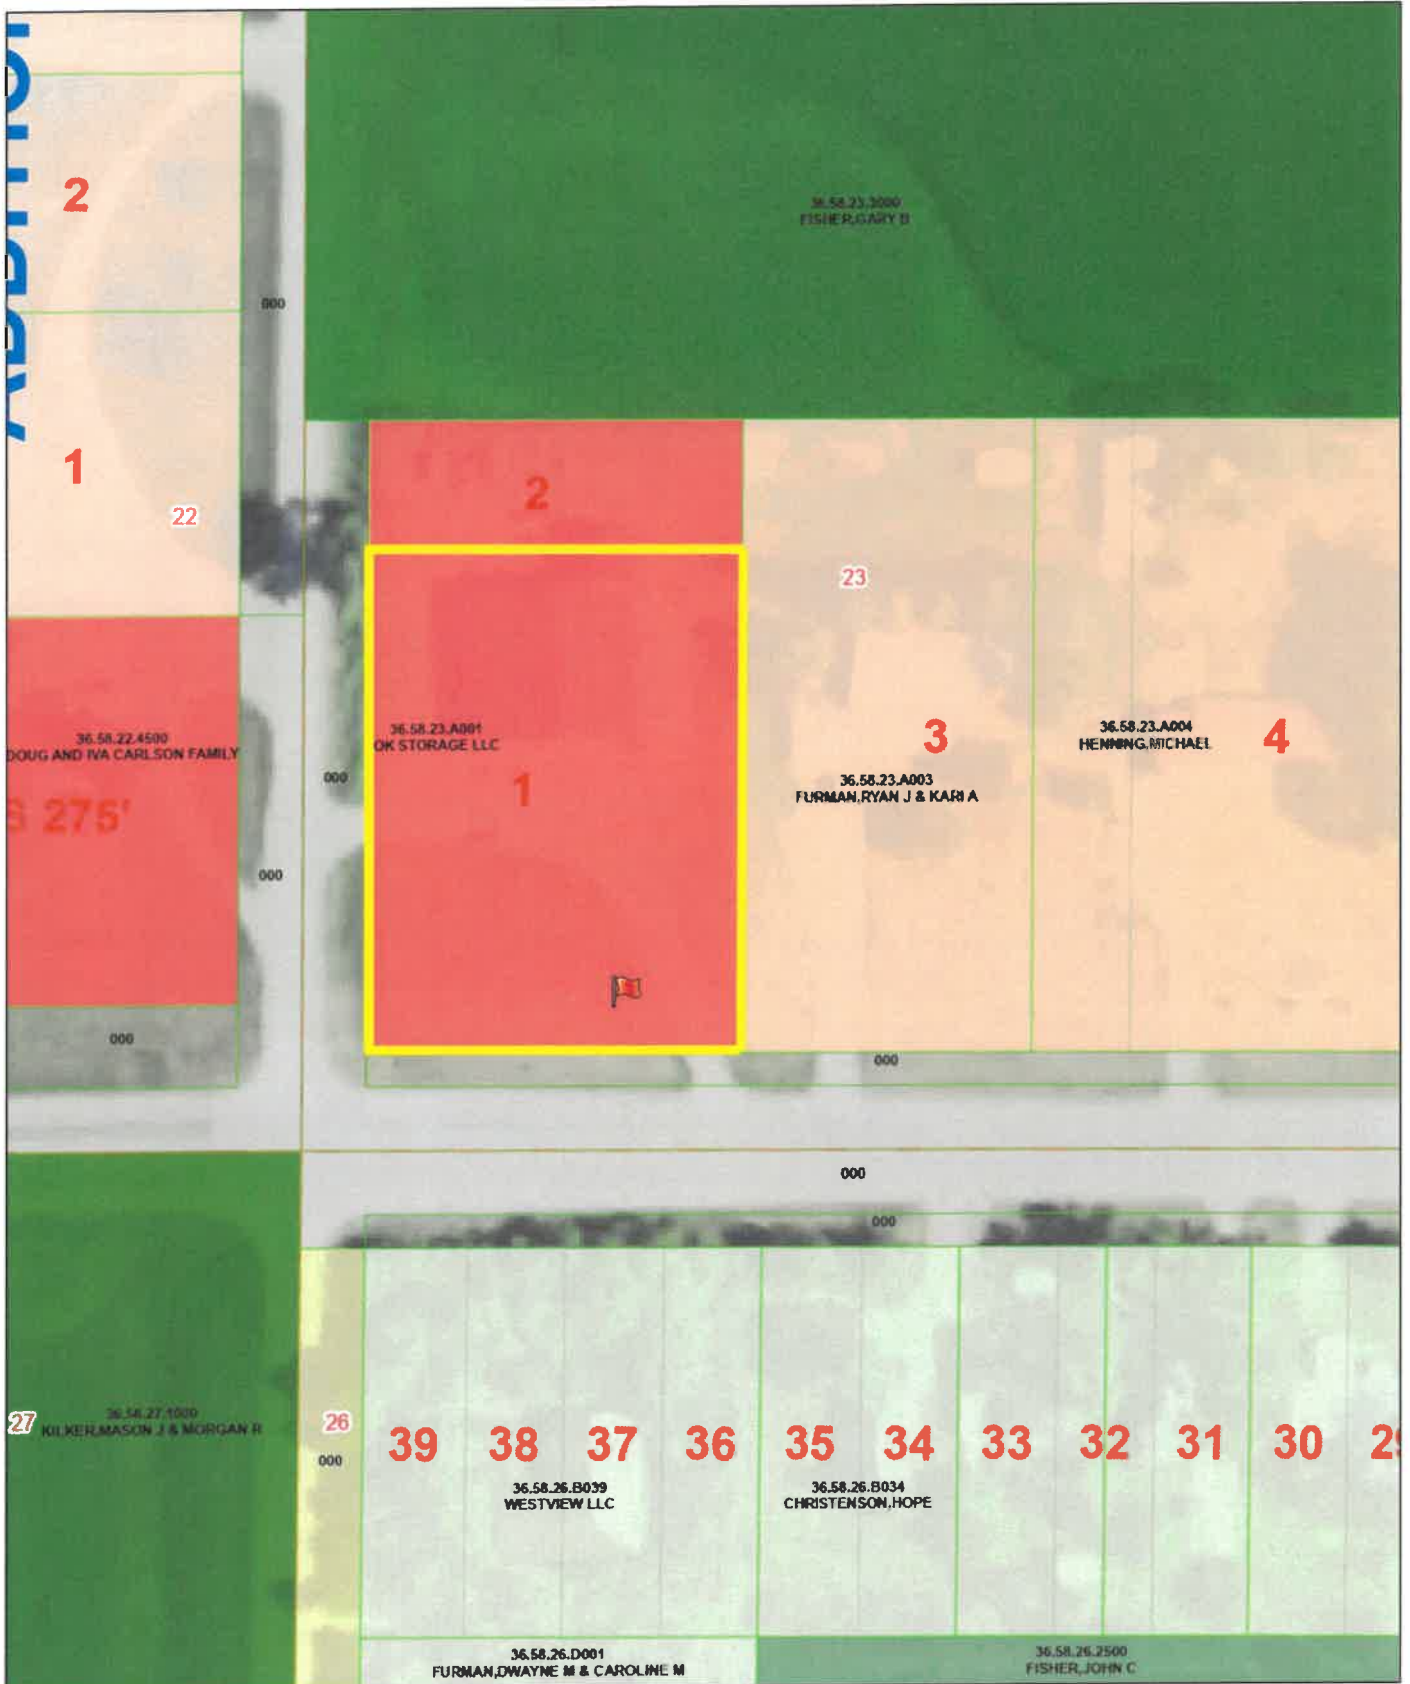 ADDITION
2
36.58.23.3000
FISHER,GARY B
000
1
22
2
23
36.58.23.A001
OK STORAGE LLC
1
000
36.58.22.4500
DOUG AND IVA CARLSON FAMILY
S 275'
000
000
3
36.58.23.A003
FURMAN,RYAN J & KARI A
36.58.23.A004
HENNING,MICHAEL
4
000
000
000
27
36.58.27.1000
KILKER,MASON J & MORGAN R
26
000
39 38 37 36 35 34 33 32 31 30 29
36.58.26.B039
WESTVIEW LLC
36.58.26.B034
CHRISTENSON,HOPE
36.58.26.D001
FURMAN,DWAYNE M & CAROLINE M
36.58.26.2500
FISHER,JOHN C